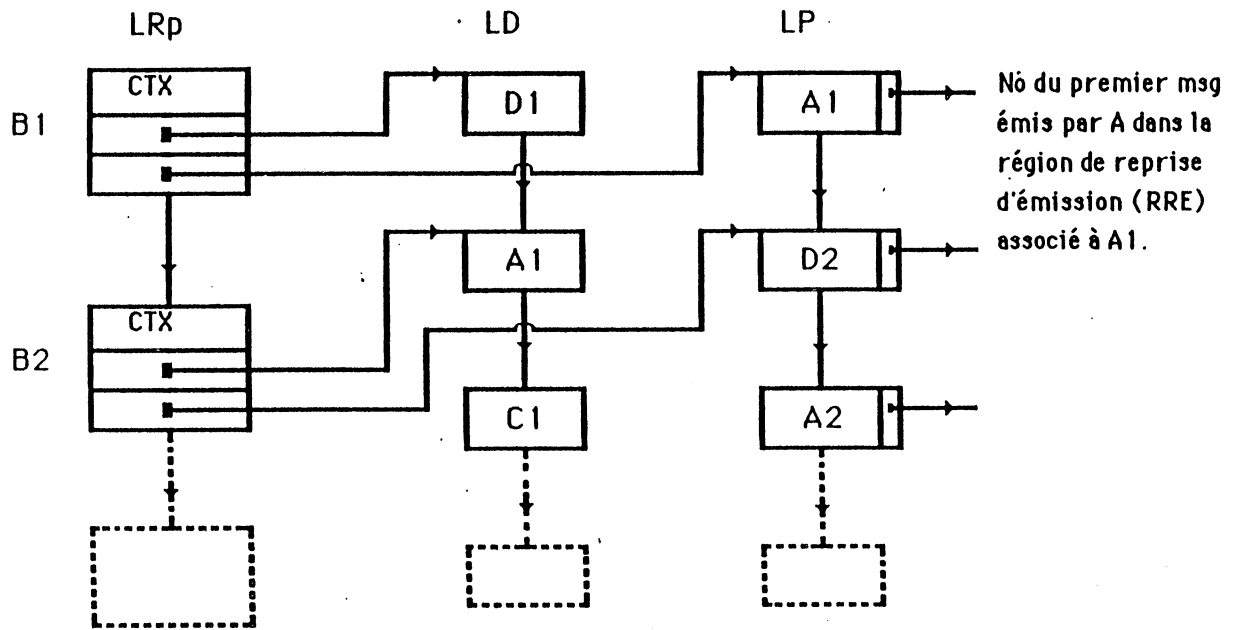 LRp LD LP
CTX
B1
D1
A1
Nó du premier msg
émis par A dans la
région de reprise
d'émission (RRE)
associé à A1.
A1
D2
CTX
B2
C1
A2